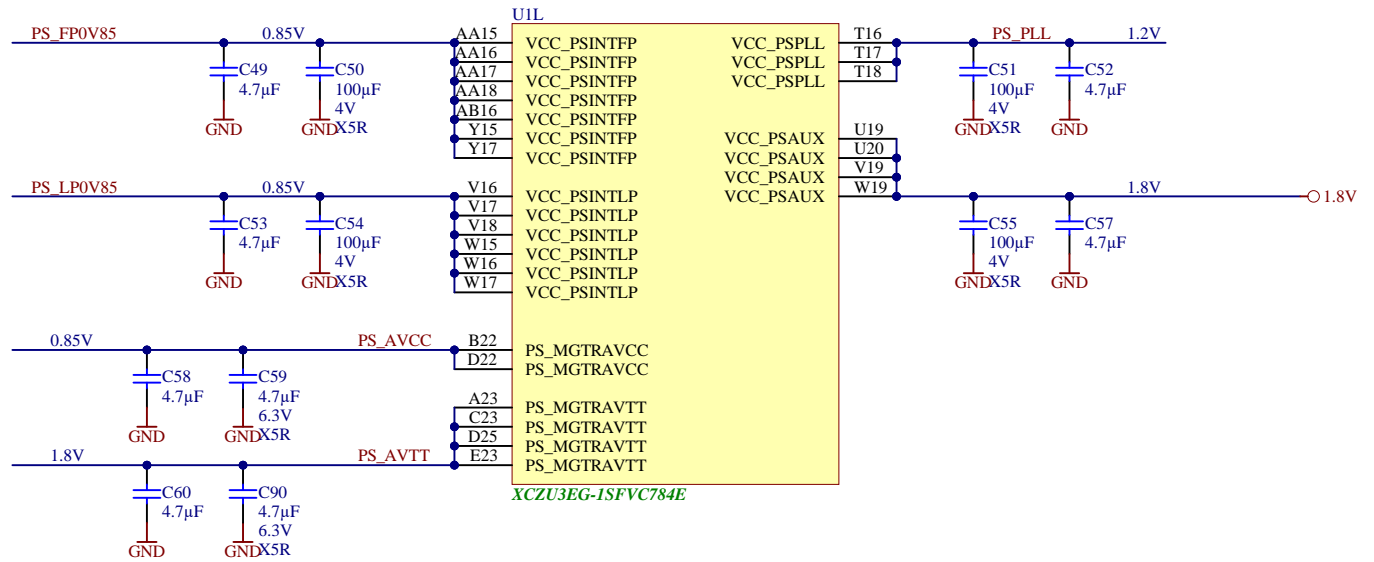 U1L
PS_FP0V85
0.85V
C49
4.7µF
GND
C50
100µF
4V
X5R
GND
AA15 VCC_PSINTFP
AA16 VCC_PSINTFP
AA17 VCC_PSINTFP
AA18 VCC_PSINTFP
AB16 VCC_PSINTFP
Y15 VCC_PSINTFP
Y17 VCC_PSINTFP
VCC_PSPLL T16
VCC_PSPLL T17
VCC_PSPLL T18
PS_PLL
1.2V
C51
100µF
4V
X5R
GND
C52
4.7µF
GND
PS_LP0V85
0.85V
C53
4.7µF
GND
C54
100µF
4V
X5R
GND
V16 VCC_PSINTLP
V17 VCC_PSINTLP
V18 VCC_PSINTLP
W15 VCC_PSINTLP
W16 VCC_PSINTLP
W17 VCC_PSINTLP
VCC_PSAUX U19
VCC_PSAUX U20
VCC_PSAUX V19
VCC_PSAUX W19
1.8V
1.8V
C55
100µF
4V
X5R
GND
C57
4.7µF
GND
0.85V
PS_AVCC
C58
4.7µF
GND
C59
4.7µF
6.3V
X5R
GND
B22 PS_MGTRAVCC
D22 PS_MGTRAVCC
A23 PS_MGTRAVTT
C23 PS_MGTRAVTT
D25 PS_MGTRAVTT
E23 PS_MGTRAVTT
1.8V
PS_AVTT
C60
4.7µF
GND
C90
4.7µF
6.3V
X5R
GND
XCZU3EG-1SFVC784E